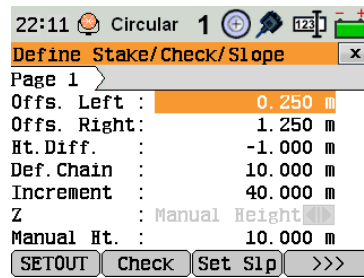 22:11 Circular 1 123
Define Stake/Check/Slope x
Page 1
Offs. Left : 0.250 m
Offs. Right: 1.250 m
Ht.Diff. : -1.000 m
Def.Chain : 10.000 m
Increment : 40.000 m
Z : Manual Height
Manual Ht. : 10.000 m
SETOUT Check Set Slp >>>